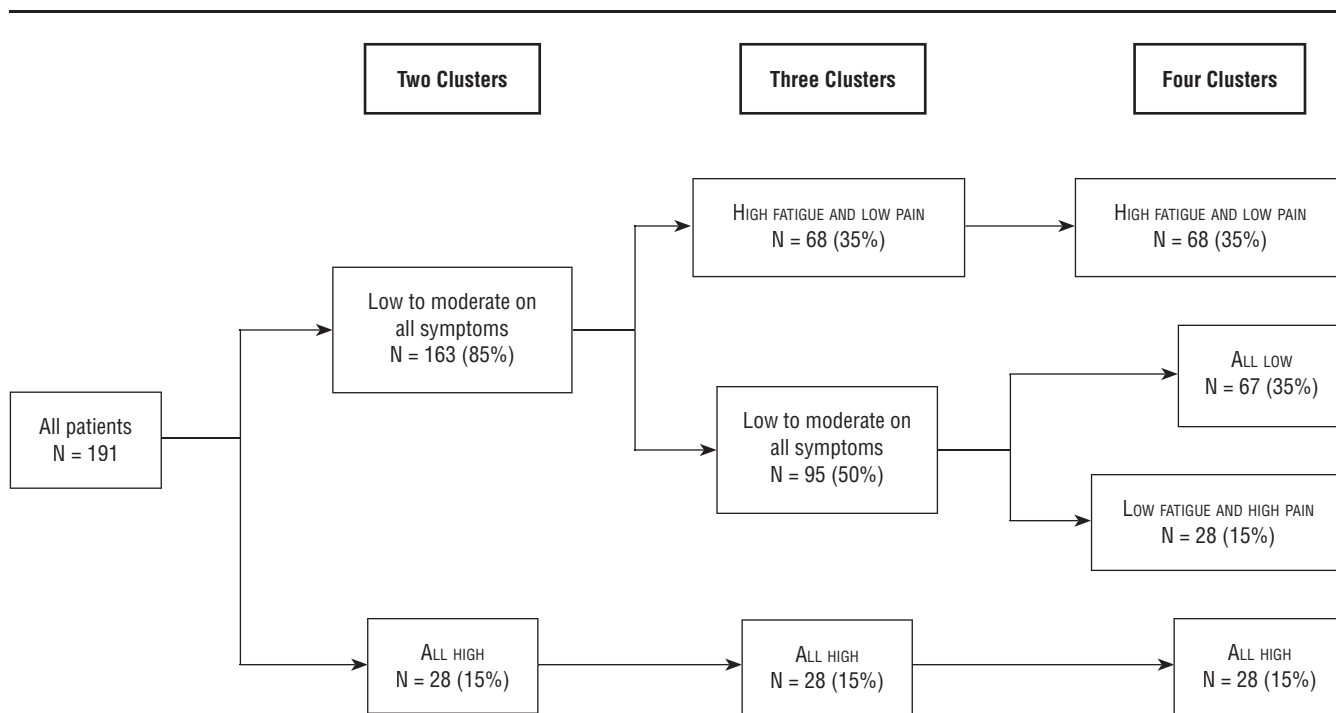 Two Clusters
Three Clusters
Four Clusters
HIGH FATIGUE AND LOW PAIN
N = 68 (35%)
HIGH FATIGUE AND LOW PAIN
N = 68 (35%)
Low to moderate on
all symptoms
N = 163 (85%)
ALL LOW
N = 67 (35%)
All patients
N = 191
Low to moderate on
all symptoms
N = 95 (50%)
LOW FATIGUE AND HIGH PAIN
N = 28 (15%)
ALL HIGH
N = 28 (15%)
ALL HIGH
N = 28 (15%)
ALL HIGH
N = 28 (15%)